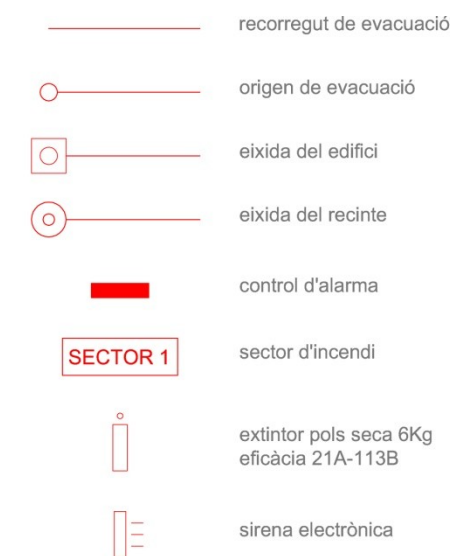 recorregut de evacuació
origen de evacuació
eixida del edifici
eixida del recinte
control d'alarma
SECTOR 1
sector d'incendi
extintor pols seca 6Kg
eficàcia 21A-113B
sirena electrònica